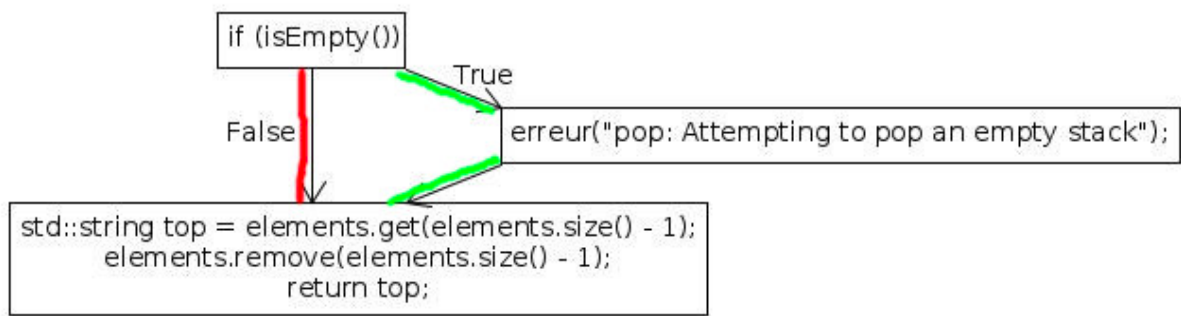 if (isEmpty())
True
False
erreur("pop: Attempting to pop an empty stack");
std::string top = elements.get(elements.size() - 1);
elements.remove(elements.size() - 1);
return top;